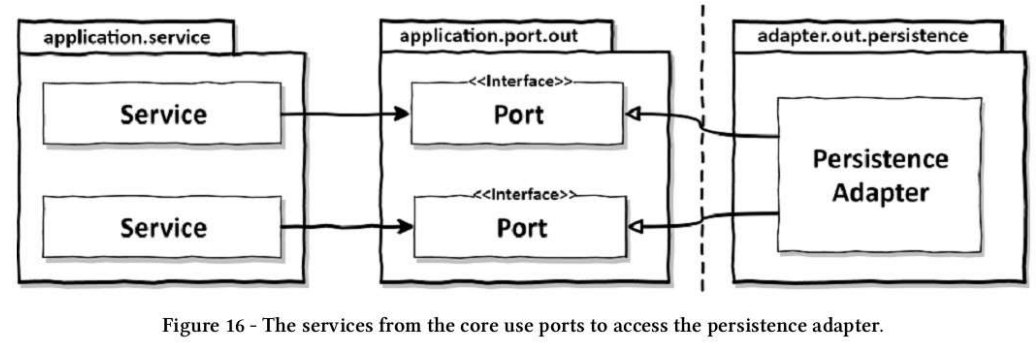 application.service
application.port.out
adapter.out.persistence
<<Interface>>
Service
Port
Persistence
Adapter
<<Interface>>
Service
Port
Figure 16 - The services from the core use ports to access the persistence adapter.